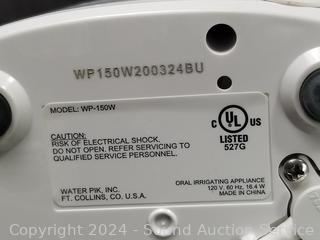 WP150W200324BU
MODEL: WP-150W
CAUTION:
RISK OF ELECTRICAL SHOCK.
DO NOT OPEN. REFER SERVICING TO
QUALIFIED SERVICE PERSONNEL.
C UL US
LISTED
527G
WATER PIK, INC.
FT. COLLINS, CO. U.S.A.
ORAL IRRIGATING APPLIANCE
120 V, 60 Hz, 16.4 W
MADE IN CHINA
Copyright 2024 - Sound Auction Service